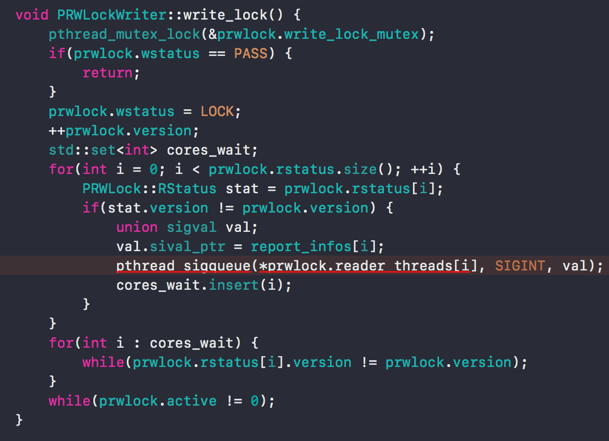 void PRWLockWriter::write_lock() {
    pthread_mutex_lock(&prwlock.write_lock_mutex);
    if(prwlock.wstatus == PASS) {
        return;
    }
    prwlock.wstatus = LOCK;
    ++prwlock.version;
    std::set<int> cores_wait;
    for(int i = 0; i < prwlock.rstatus.size(); ++i) {
        PRWLock::RStatus stat = prwlock.rstatus[i];
        if(stat.version != prwlock.version) {
            union sigval val;
            val.sival_ptr = report_infos[i];
            pthread_sigqueue(*prwlock.reader_threads[i], SIGINT, val);
            cores_wait.insert(i);
        }
    }
    for(int i : cores_wait) {
        while(prwlock.rstatus[i].version != prwlock.version);
    }
    while(prwlock.active != 0);
}